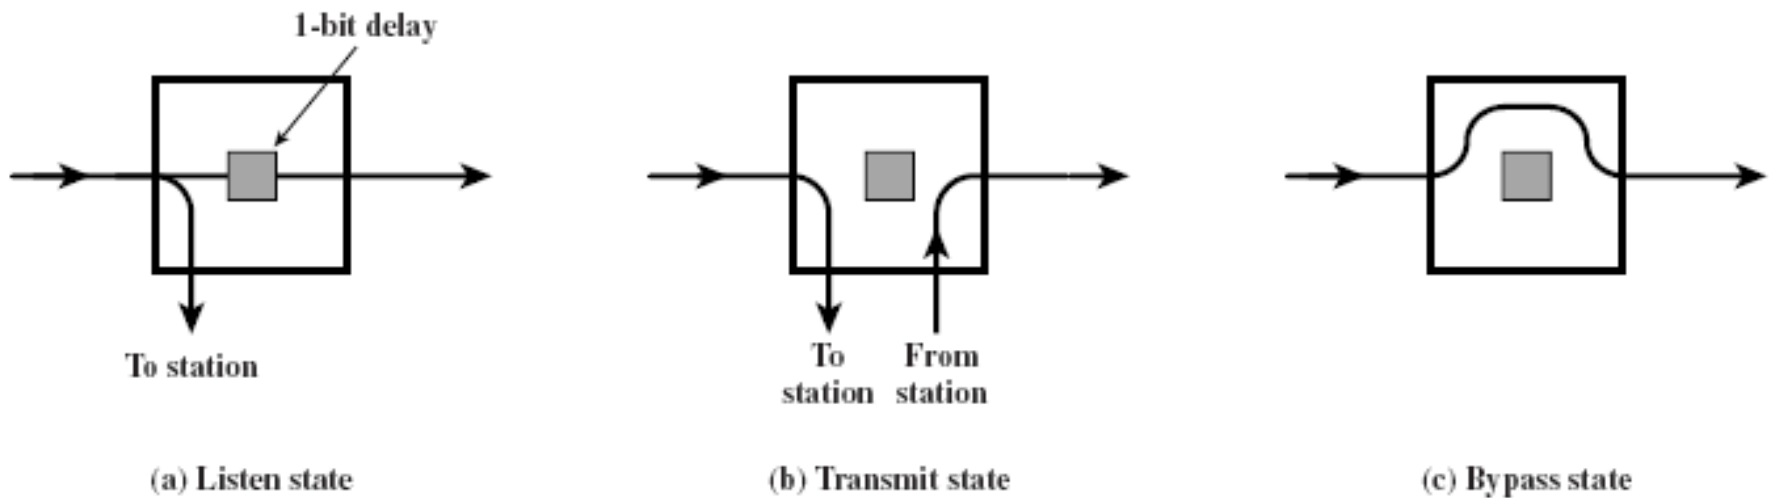 1-bit delay
To station
To
station
From
station
(a) Listen state
(b) Transmit state
(c) Bypass state